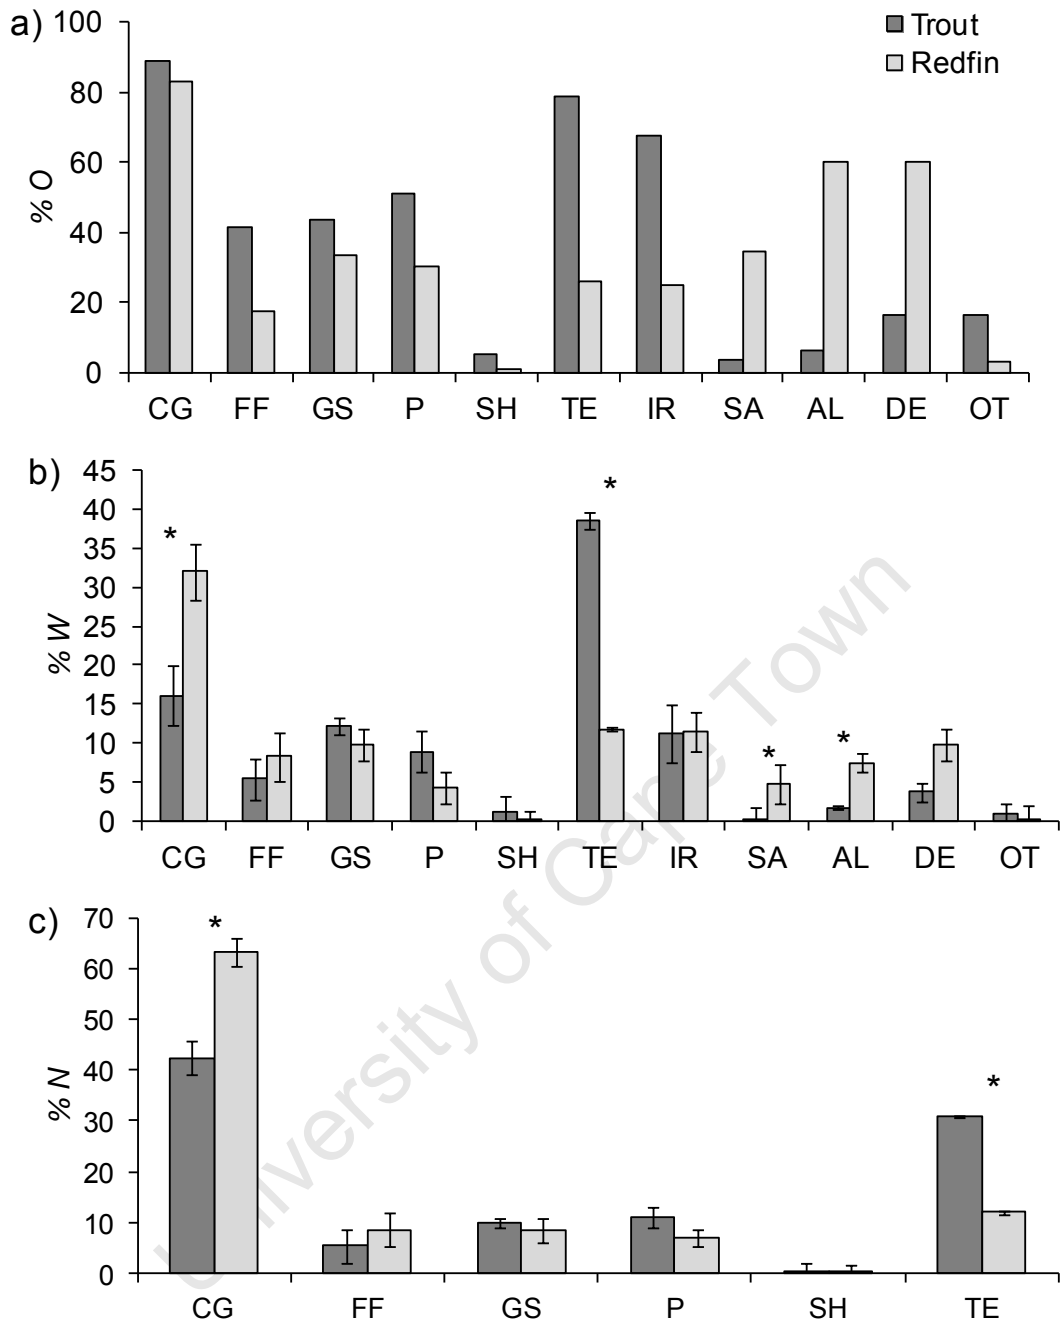 a)
Trout
Redfin
% O
100
80
60
40
20
0
CG FF GS P SH TE IR SA AL DE OT
b)
% W
45
40
35
30
25
20
15
10
5
0
* * * *
CG FF GS P SH TE IR SA AL DE OT
c)
% N
70
60
50
40
30
20
10
0
* *
CG FF GS P SH TE
University of Cape Town